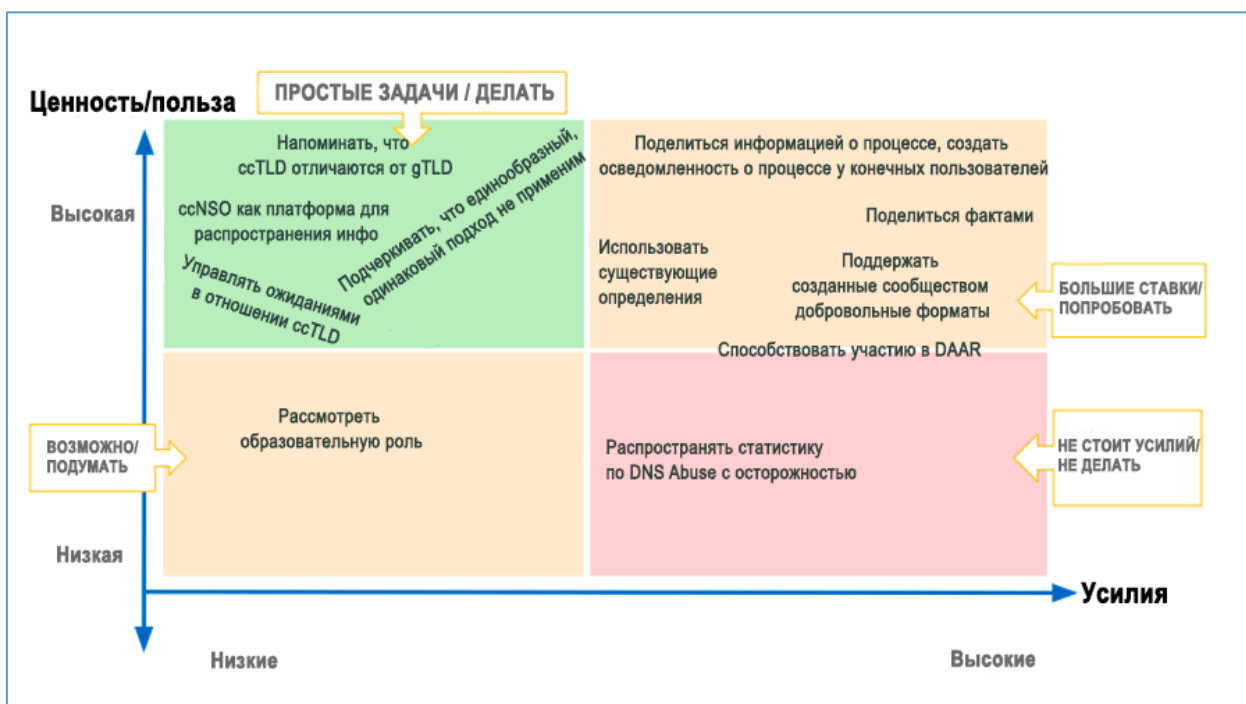 ПРОСТЫЕ ЗАДАЧИ / ДЕЛАТЬ
Ценность/польза
Напоминать, что
ccTLD отличаются от gTLD
ccNSO как платформа для
распространения инфо
Подчеркивать, что единообразный,
одинаковый подход не применим
Управлять ожиданиями
в отношении ccTLD
Поделиться информацией о процессе, создать
осведомленность о процессе у конечных пользователей
Поделиться фактами
Использовать
существующие
определения
Поддержать
созданные сообществом
добровольные форматы
Способствовать участию в DAAR
БОЛЬШИЕ СТАВКИ/
ПОПРОБОВАТЬ
Высокая
ВОЗМОЖНО/
ПОДУМАТЬ
Рассмотреть
образовательную роль
Распространять статистику
по DNS Abuse с осторожностью
НЕ СТОИТ УСИЛИЙ/
НЕ ДЕЛАТЬ
Низкая
Усилия
Низкие
Высокие